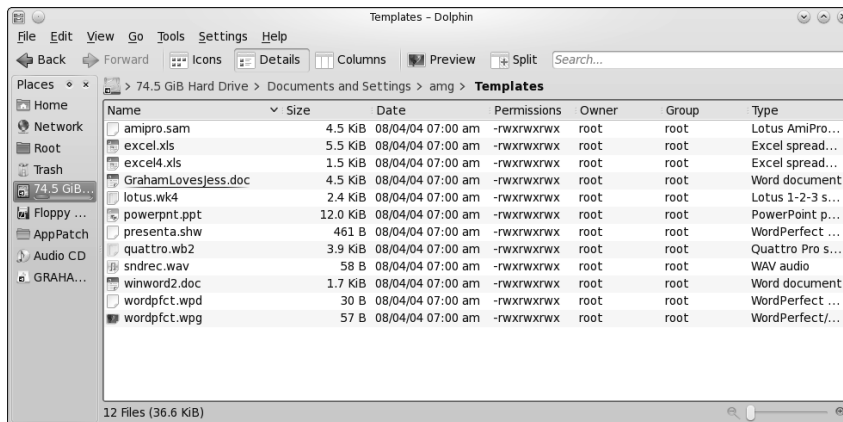 Templates – Dolphin
File Edit View Go Tools Settings Help
Back Forward Icons Details Columns Preview Split Search...
Places
Home
Network
Root
Trash
74.5 GiB...
Floppy ...
AppPatch
Audio CD
GRAHA...
> 74.5 GiB Hard Drive > Documents and Settings > amg > Templates
Name Size Date Permissions Owner Group Type
amipro.sam 4.5 KiB 08/04/04 07:00 am -rwxrwxrwx root root Lotus AmiPro...
excel.xls 5.5 KiB 08/04/04 07:00 am -rwxrwxrwx root root Excel spread...
excel4.xls 1.5 KiB 08/04/04 07:00 am -rwxrwxrwx root root Excel spread...
GrahamLovesJess.doc 4.5 KiB 08/04/04 07:00 am -rwxrwxrwx root root Word document
lotus.wk4 2.4 KiB 08/04/04 07:00 am -rwxrwxrwx root root Lotus 1-2-3 s...
powerpnt.ppt 12.0 KiB 08/04/04 07:00 am -rwxrwxrwx root root PowerPoint p...
presenta.shw 461 B 08/04/04 07:00 am -rwxrwxrwx root root WordPerfect ...
quattro.wb2 3.9 KiB 08/04/04 07:00 am -rwxrwxrwx root root Quattro Pro s...
sndrec.wav 58 B 08/04/04 07:00 am -rwxrwxrwx root root WAV audio
winword2.doc 1.7 KiB 08/04/04 07:00 am -rwxrwxrwx root root Word document
wordpfct.wpd 30 B 08/04/04 07:00 am -rwxrwxrwx root root WordPerfect ...
wordpfct.wpg 57 B 08/04/04 07:00 am -rwxrwxrwx root root WordPerfect/...
12 Files (36.6 KiB)